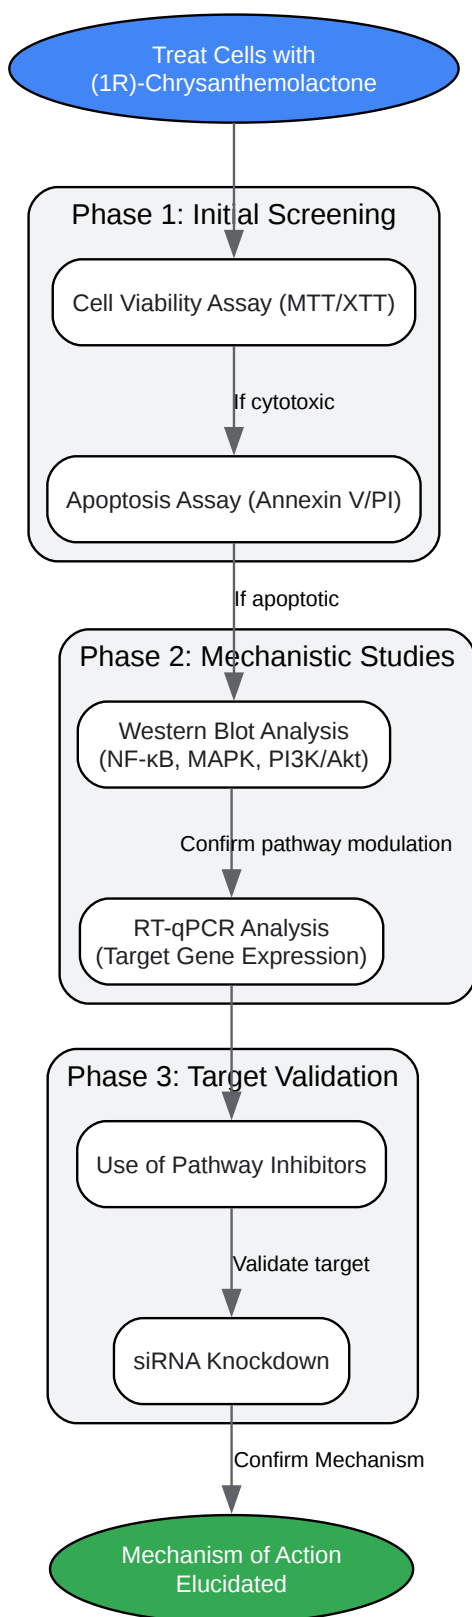 Treat Cells with
(1R)-Chrysanthemolactone
Phase 1: Initial Screening
Cell Viability Assay (MTT/XTT)
If cytotoxic
Apoptosis Assay (Annexin V/PI)
If apoptotic
Phase 2: Mechanistic Studies
Western Blot Analysis
(NF-κB, MAPK, PI3K/Akt)
Confirm pathway modulation
RT-qPCR Analysis
(Target Gene Expression)
Phase 3: Target Validation
Use of Pathway Inhibitors
Validate target
siRNA Knockdown
Confirm Mechanism
Mechanism of Action
Elucidated